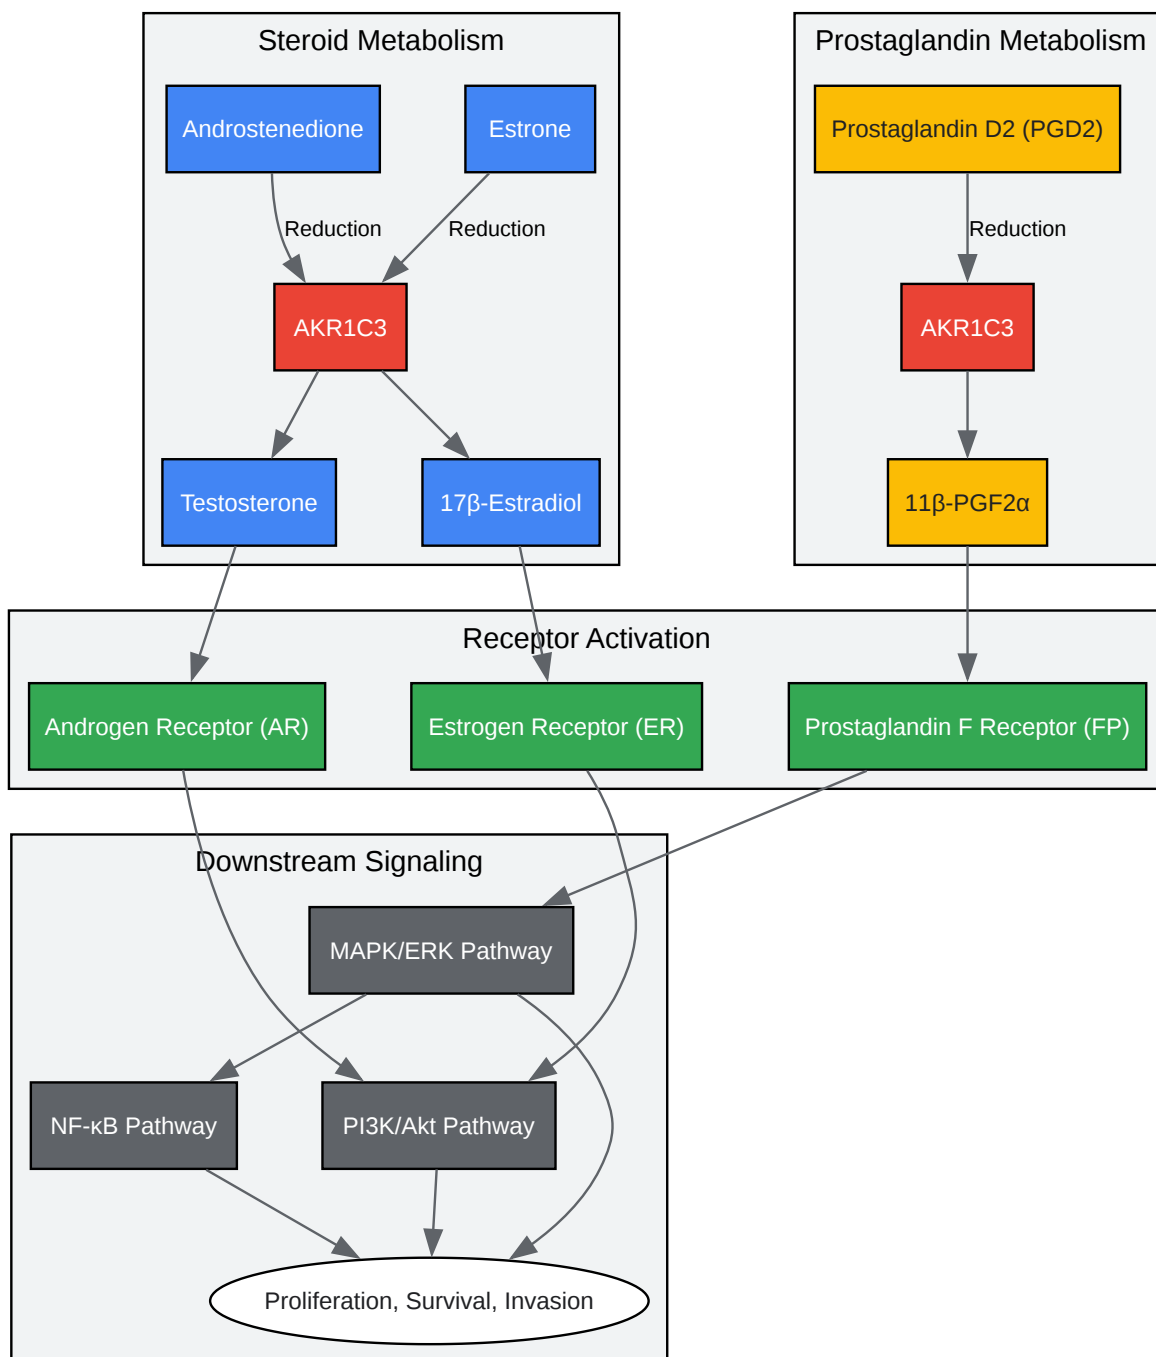 Steroid Metabolism
Prostaglandin Metabolism
Androstenedione
Estrone
Prostaglandin D2 (PGD2)
Reduction
Reduction
Reduction
AKR1C3
AKR1C3
Testosterone
17β-Estradiol
11β-PGF2α
Receptor Activation
Androgen Receptor (AR)
Estrogen Receptor (ER)
Prostaglandin F Receptor (FP)
Downstream Signaling
MAPK/ERK Pathway
NF-κB Pathway
PI3K/Akt Pathway
Proliferation, Survival, Invasion